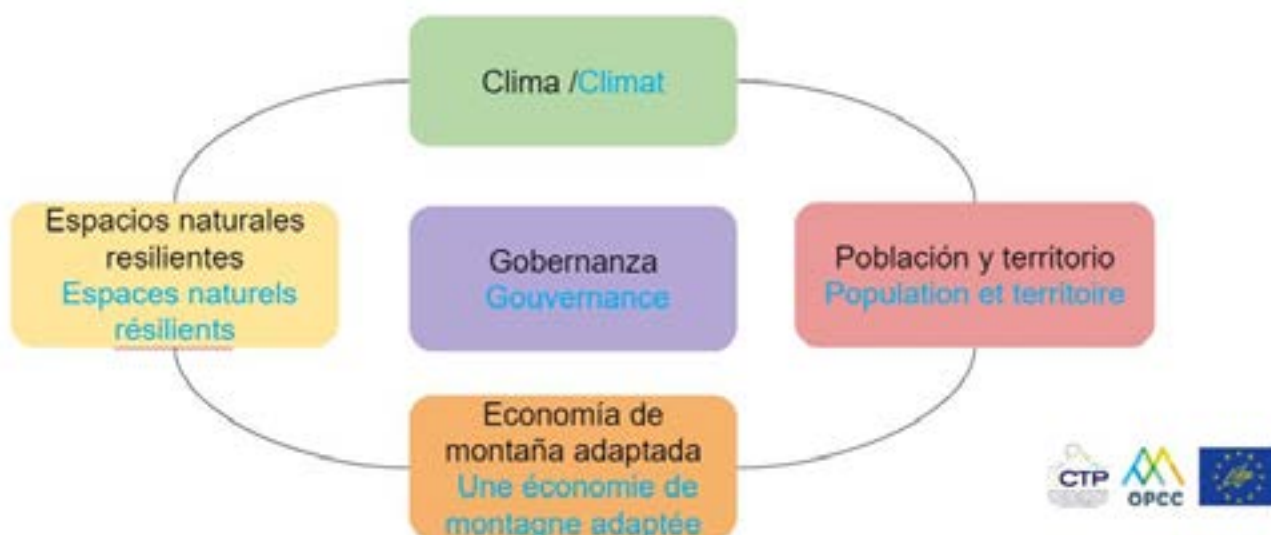 Clima /Climat
Espacios naturales
resilientes
Espaces naturels
résilients
Gobernanza
Gouvernance
Población y territorio
Population et territoire
Economía de
montaña adaptada
Une économie de
montagne adaptée
CTP
OPCC